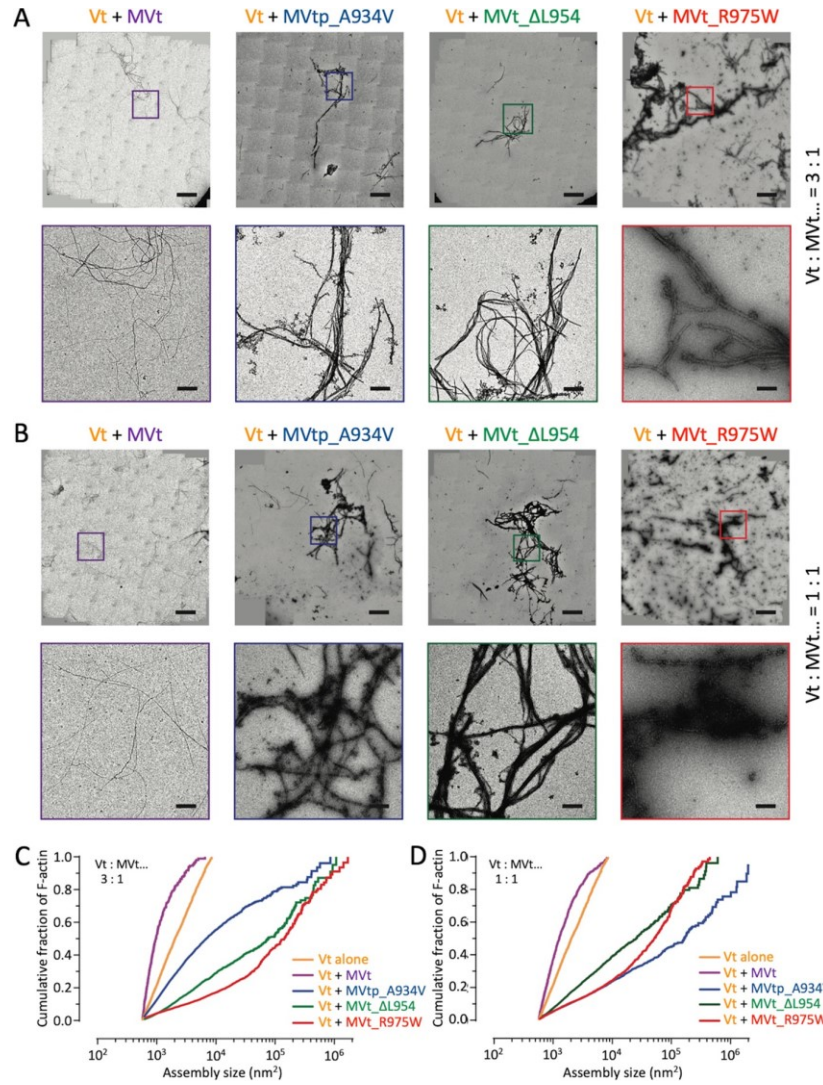 A
Vt + MVt
Vt + MVtp_A934V
Vt + MVt_ΔL954
Vt + MVt_R975W
Vt : MVt... = 3 : 1
B
Vt + MVt
Vt + MVtp_A934V
Vt + MVt_ΔL954
Vt + MVt_R975W
Vt : MVt... = 1 : 1
C
Cumulative fraction of F-actin
1.0
0.8
0.6
0.4
0.2
0.0
Vt : MVt...
3 : 1
Vt alone
Vt + MVt
Vt + MVtp_A934V
Vt + MVt_ΔL954
Vt + MVt_R975W
10² 10³ 10⁴ 10⁵ 10⁶
Assembly size (nm²)
D
Cumulative fraction of F-actin
1.0
0.8
0.6
0.4
0.2
0.0
Vt : MVt...
1 : 1
Vt alone
Vt + MVt
Vt + MVtp_A934V
Vt + MVt_ΔL954
Vt + MVt_R975W
10² 10³ 10⁴ 10⁵ 10⁶
Assembly size (nm²)